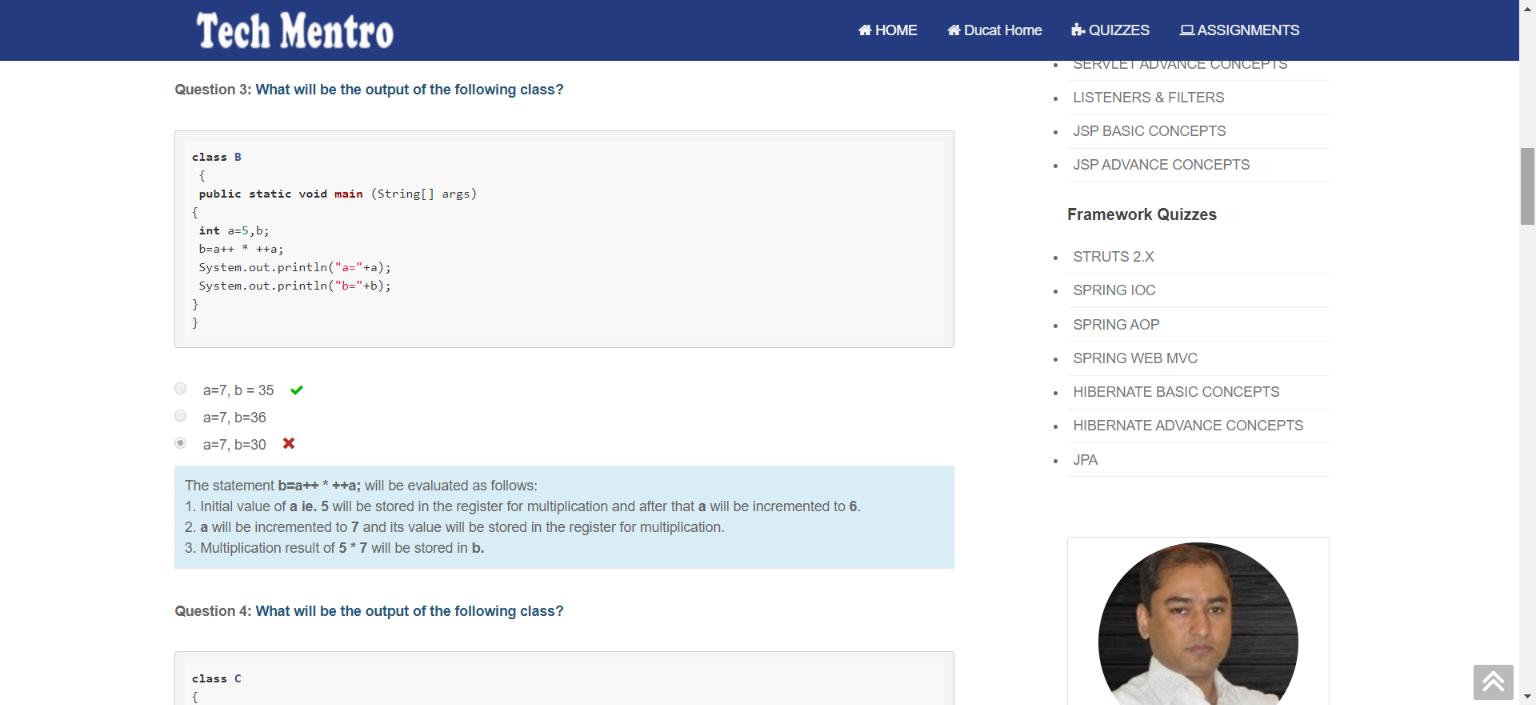 Tech Mentro
HOME
Ducat Home
QUIZZES
ASSIGNMENTS
Question 3: What will be the output of the following class?
class B
{
public static void main (String[] args)
{
int a=5,b;
b=a++ * ++a;
System.out.println("a="+a);
System.out.println("b="+b);
}
}
a=7, b = 35
a=7, b=36
a=7, b=30
The statement b=a++ * ++a; will be evaluated as follows:
1. Initial value of a ie. 5 will be stored in the register for multiplication and after that a will be incremented to 6.
2. a will be incremented to 7 and its value will be stored in the register for multiplication.
3. Multiplication result of 5 * 7 will be stored in b.
Question 4: What will be the output of the following class?
class C
{
SERVLET ADVANCE CONCEPTS
LISTENERS & FILTERS
JSP BASIC CONCEPTS
JSP ADVANCE CONCEPTS
Framework Quizzes
STRUTS 2.X
SPRING IOC
SPRING AOP
SPRING WEB MVC
HIBERNATE BASIC CONCEPTS
HIBERNATE ADVANCE CONCEPTS
JPA